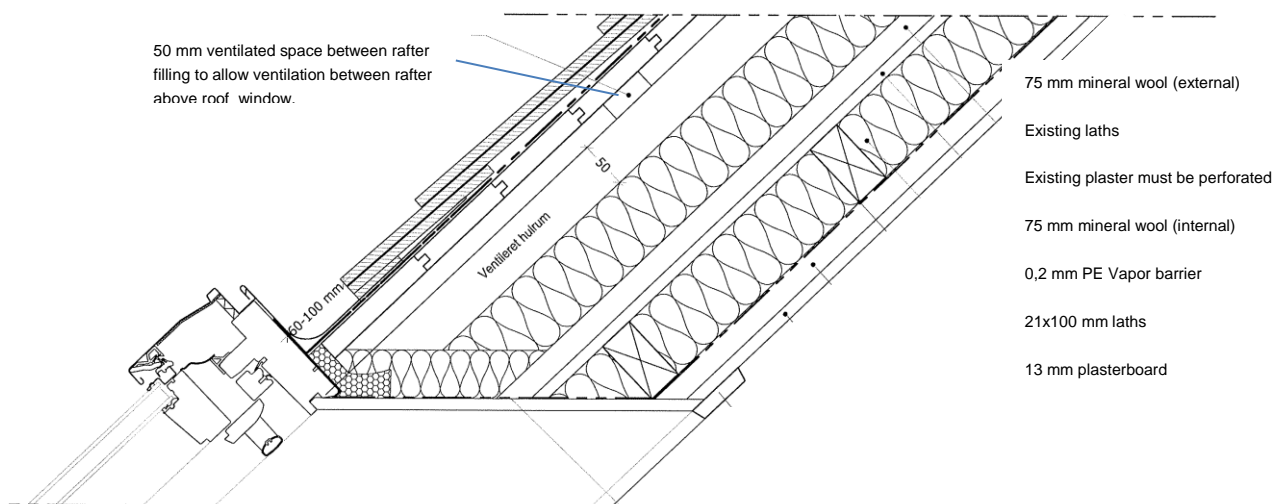 50 mm ventilated space between rafter
filling to allow ventilation between rafter
above roof window.
75 mm mineral wool (external)
Existing laths
Existing plaster must be perforated
75 mm mineral wool (internal)
0,2 mm PE Vapor barrier
21x100 mm laths
13 mm plasterboard
50
Ventileret hulrum
60-100 mm